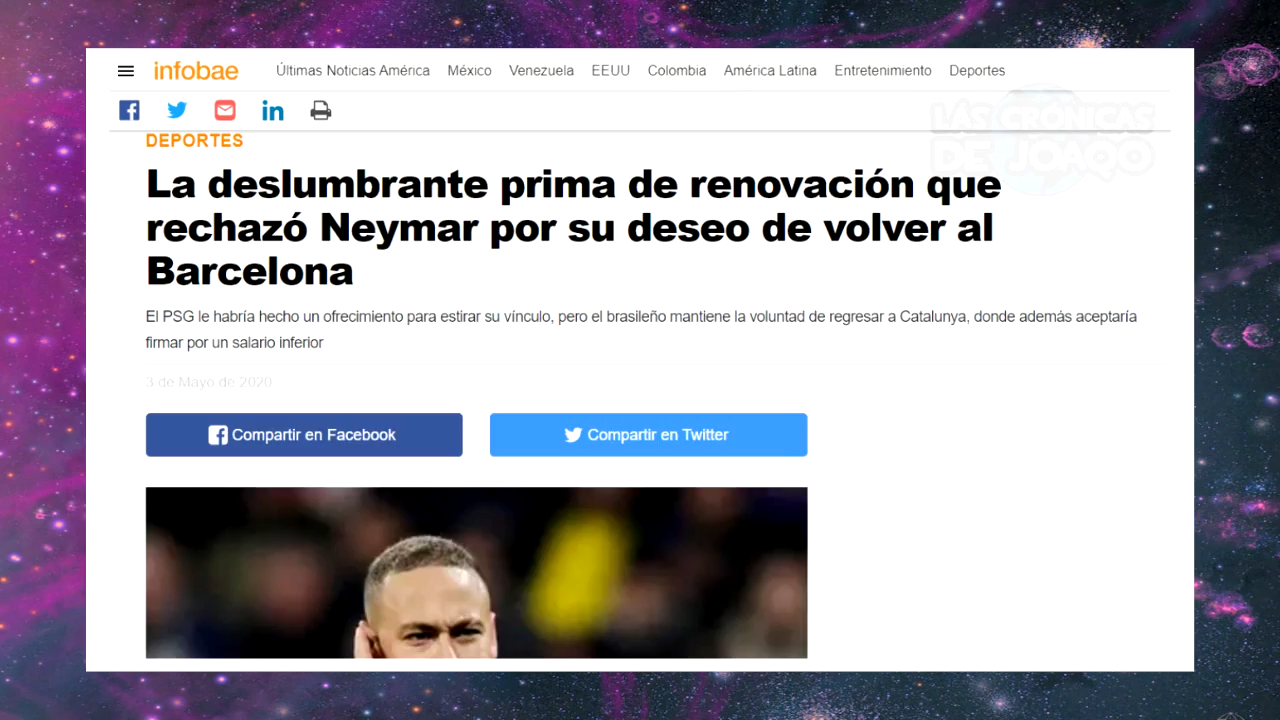 infobae Últimas Noticias América México Venezuela EEUU Colombia América Latina Entretenimiento Deportes
LAS CRÓNICAS
DE JOAQO
DEPORTES
La deslumbrante prima de renovación que
rechazó Neymar por su deseo de volver al
Barcelona
El PSG le habría hecho un ofrecimiento para estirar su vínculo, pero el brasileño mantiene la voluntad de regresar a Catalunya, donde además aceptaría
firmar por un salario inferior
3 de Mayo de 2020
Compartir en Facebook Compartir en Twitter